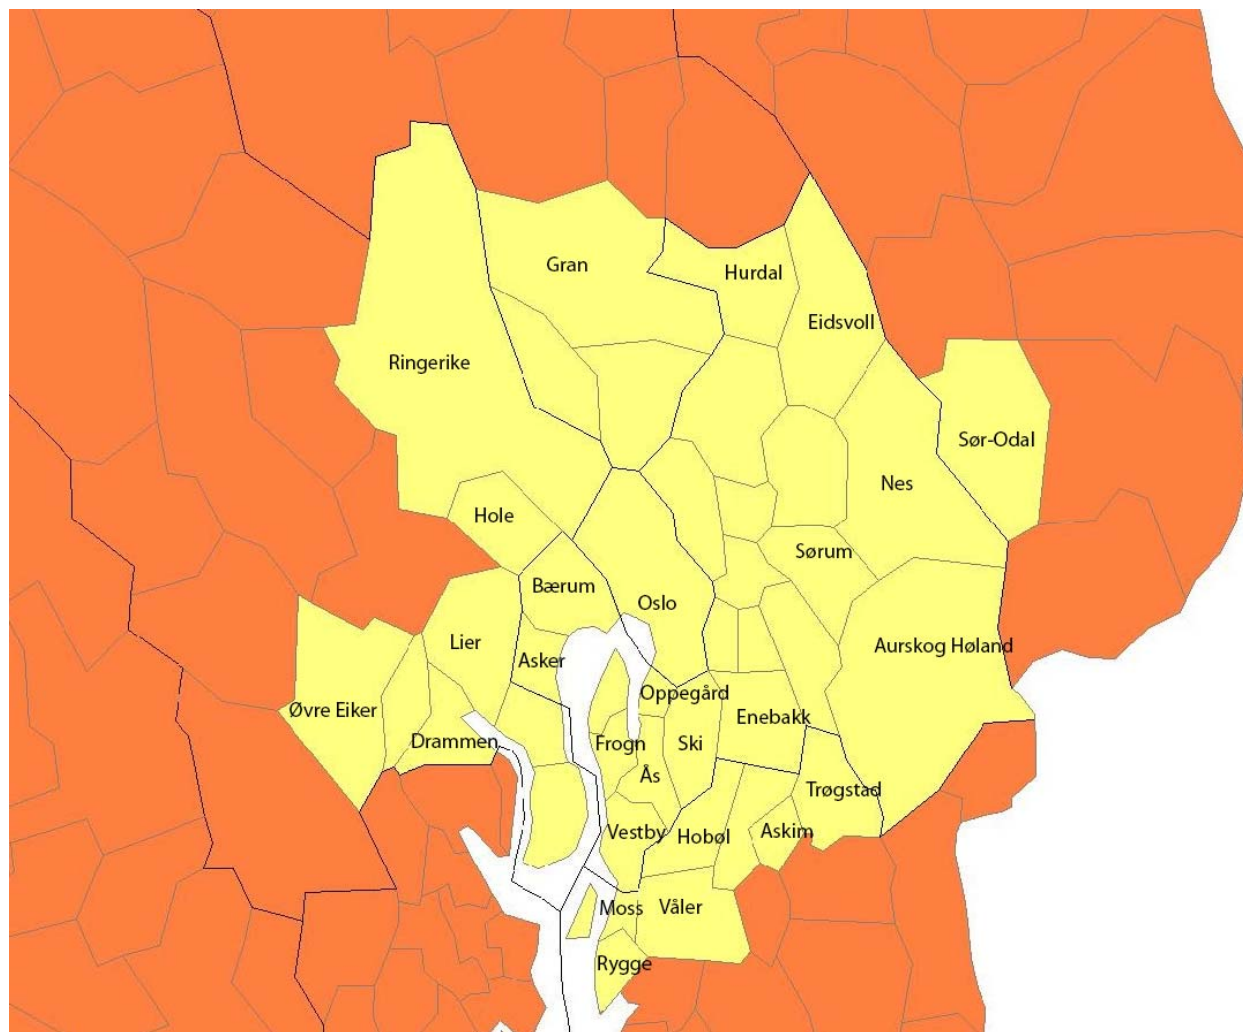 Gran
Hurdal
Eidsvoll
Ringerike
Sør-Odal
Nes
Hole
Sørum
Bærum
Oslo
Lier
Asker
Aurskog Høland
Oppegård
Øvre Eiker
Enebakk
Drammen
Frogn
Ski
Ås
Trøgstad
Vestby
Hobøl
Askim
Moss
Våler
Rygge